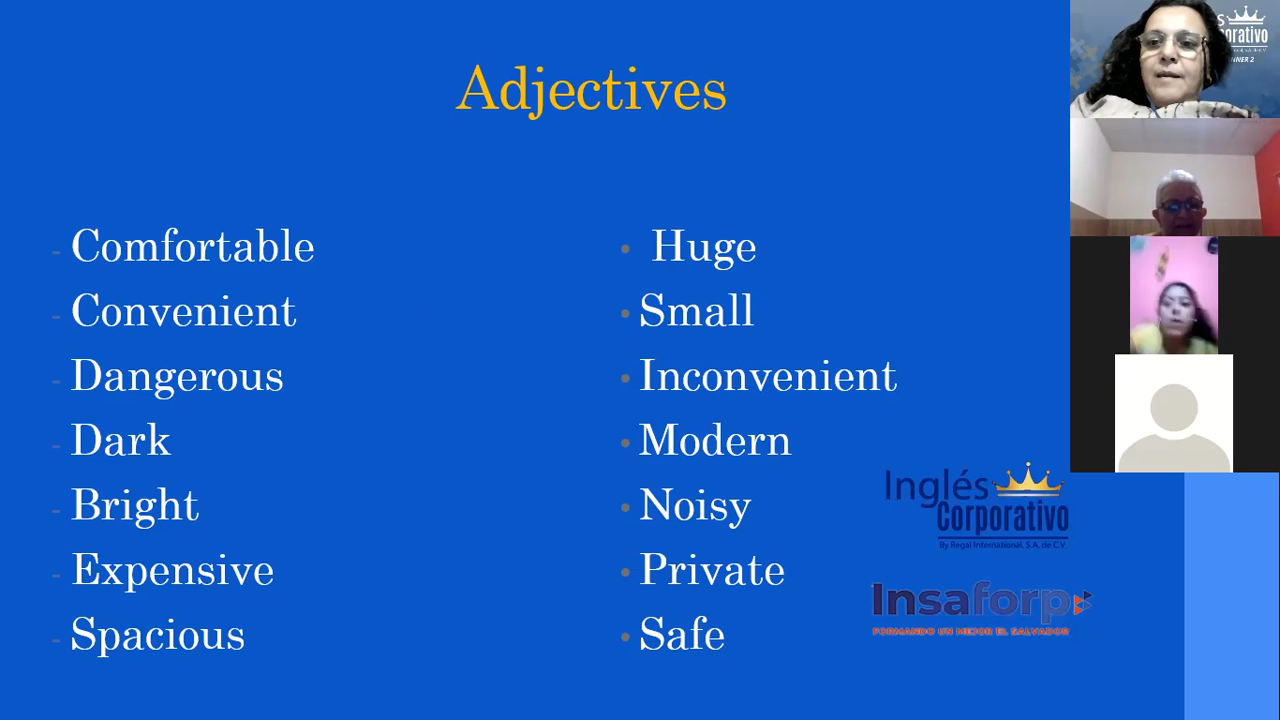 Adjectives
- Comfortable
- Convenient
- Dangerous
- Dark
- Bright
- Expensive
- Spacious
• Huge
• Small
• Inconvenient
• Modern
• Noisy
• Private
• Safe
Inglés
Corporativo
By Regal International, S.A. de C.V.
Insaforp
FORMANDO UN MEJOR EL SALVADOR